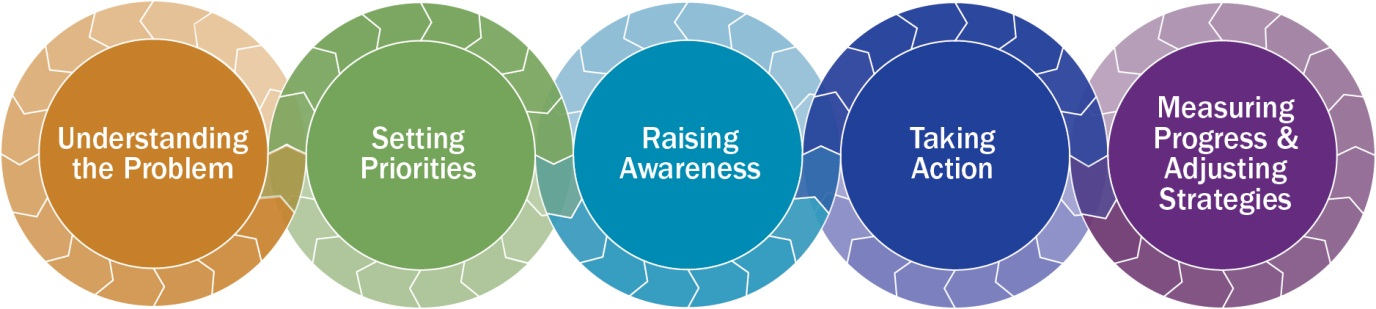 Understanding
the Problem
Setting
Priorities
Raising
Awareness
Taking
Action
Measuring
Progress &
Adjusting
Strategies